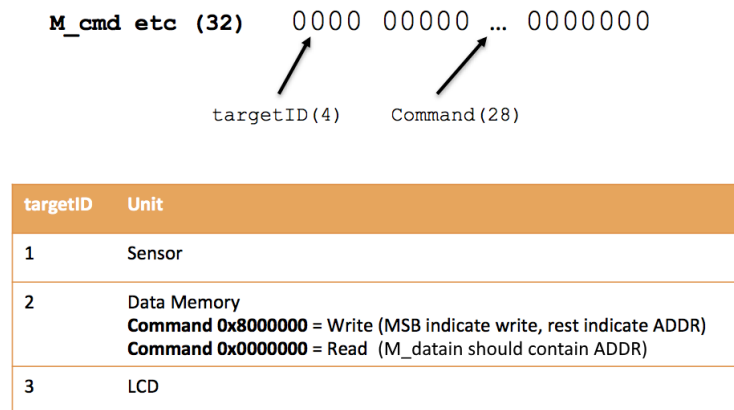 M_cmd etc (32) 0000 00000 … 0000000
targetID(4) Command(28)
targetID Unit
1 Sensor
2 Data Memory
Command 0x8000000 = Write (MSB indicate write, rest indicate ADDR)
Command 0x0000000 = Read (M_datain should contain ADDR)
3 LCD